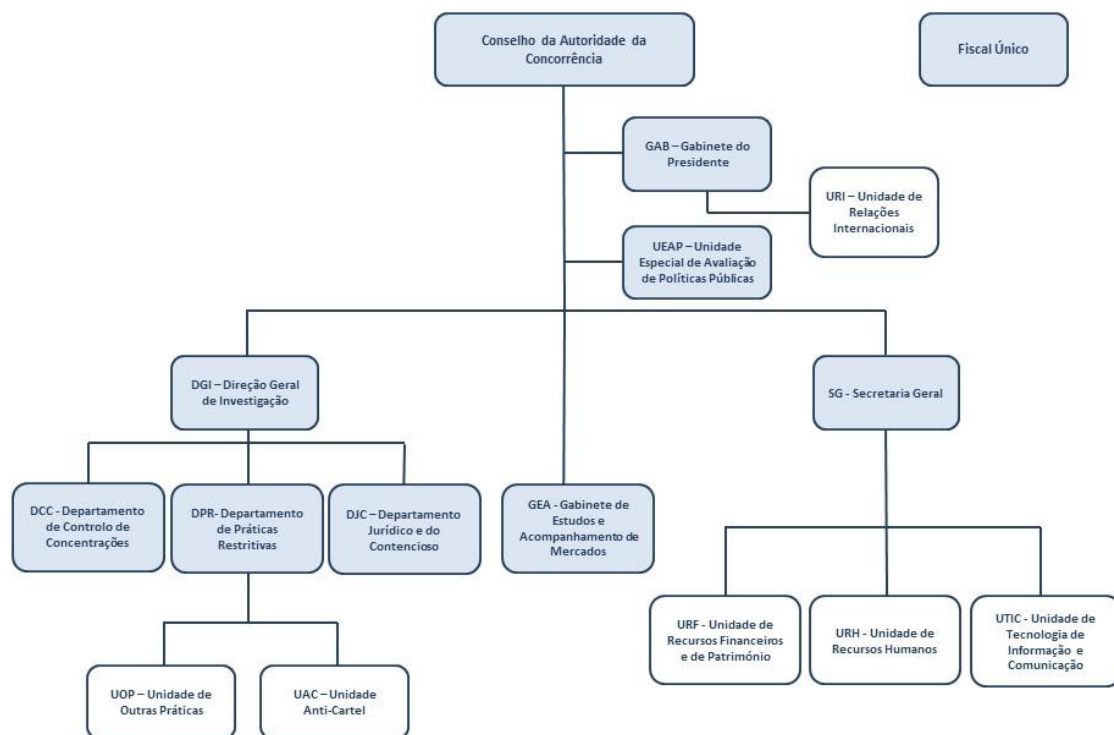 Conselho da Autoridade da
Concorrência
Fiscal Único
GAB – Gabinete do
Presidente
URI – Unidade de
Relações
Internacionais
UEAP – Unidade
Especial de Avaliação
de Políticas Públicas
DGI – Direção Geral
de Investigação
SG - Secretaria Geral
DCC - Departamento
de Controlo de
Concentrações
DPR- Departamento
de Práticas
Restritivas
DJC – Departamento
Jurídico e do
Contencioso
GEA - Gabinete de
Estudos e
Acompanhamento de
Mercados
URF - Unidade de
Recursos Financeiros
e de Património
URH - Unidade de
Recursos Humanos
UTIC - Unidade de
Tecnologia de
Informação e
Comunicação
UOP – Unidade de
Outras Práticas
UAC – Unidade
Anti-Cartel